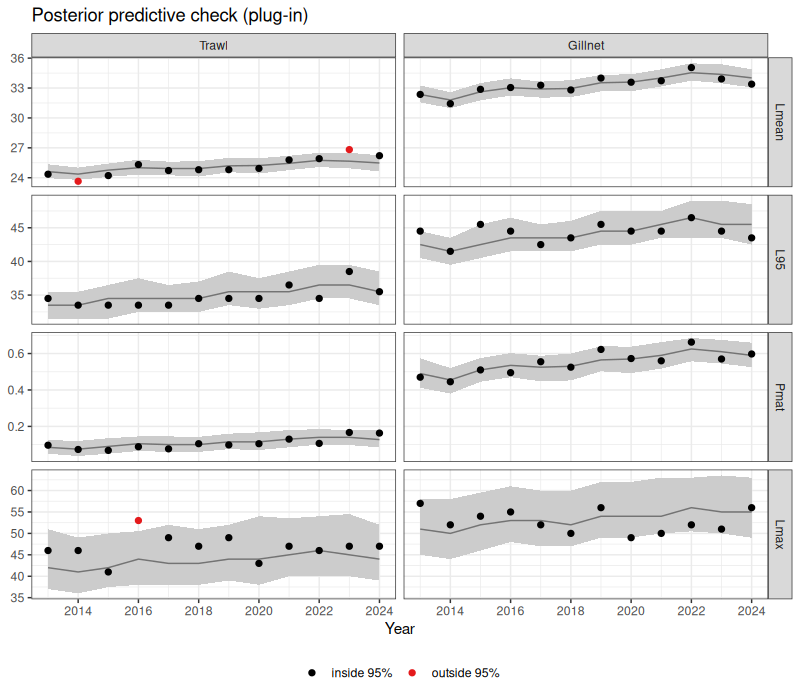 Posterior predictive check (plug-in)
Trawl Gillnet
36
33
30
27
24
Lmean
45
40
35
L95
0.6
0.4
0.2
Pmat
60
55
50
45
40
35
Lmax
2014 2016 2018 2020 2022 2024 2014 2016 2018 2020 2022 2024
Year
inside 95% outside 95%